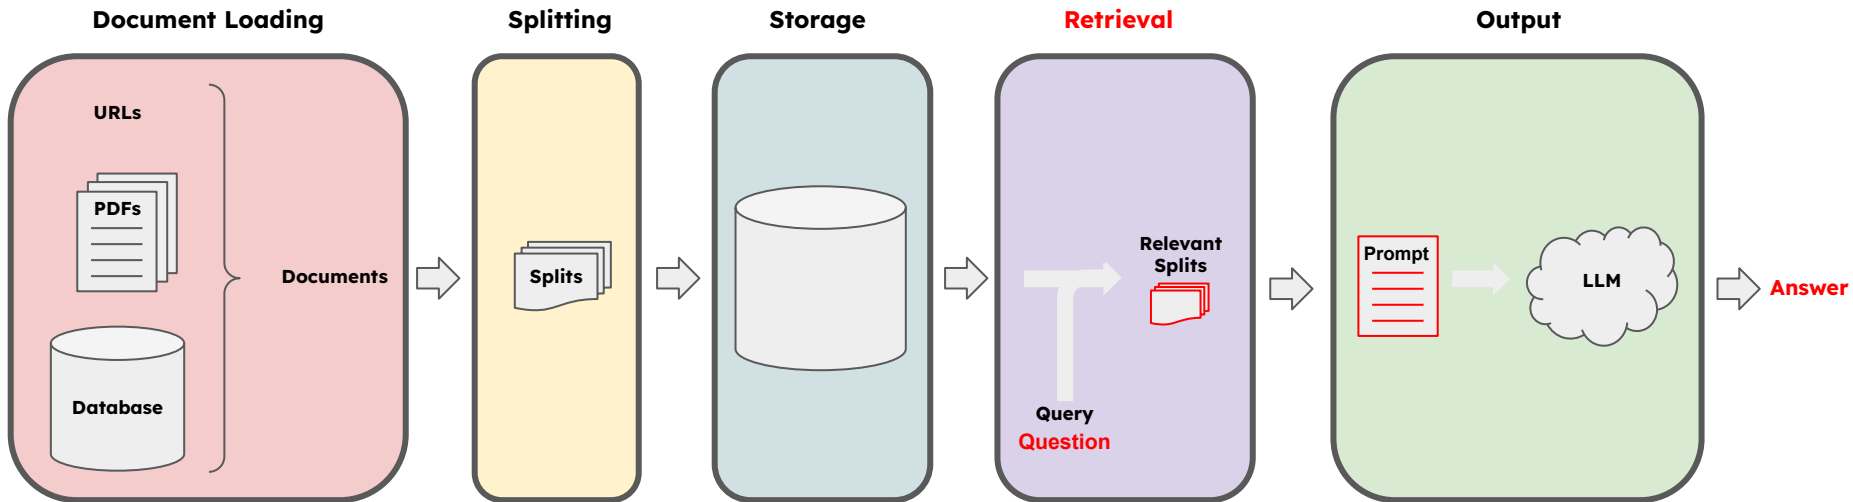 Document Loading
Splitting
Storage
Retrieval
Output
URLs
PDFs
Documents
Database
Splits
Relevant
Splits
Query
Question
Prompt
LLM
Answer